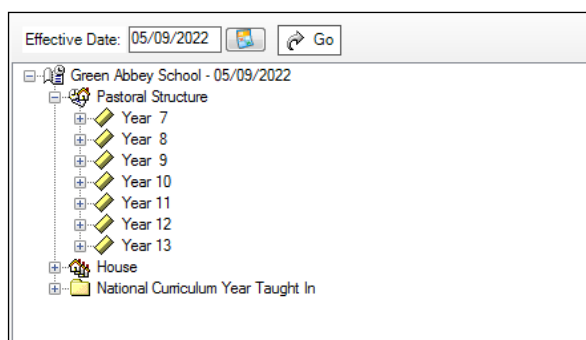 Effective Date: 05/09/2022 Go
Green Abbey School - 05/09/2022
Pastoral Structure
Year 7
Year 8
Year 9
Year 10
Year 11
Year 12
Year 13
House
National Curriculum Year Taught In